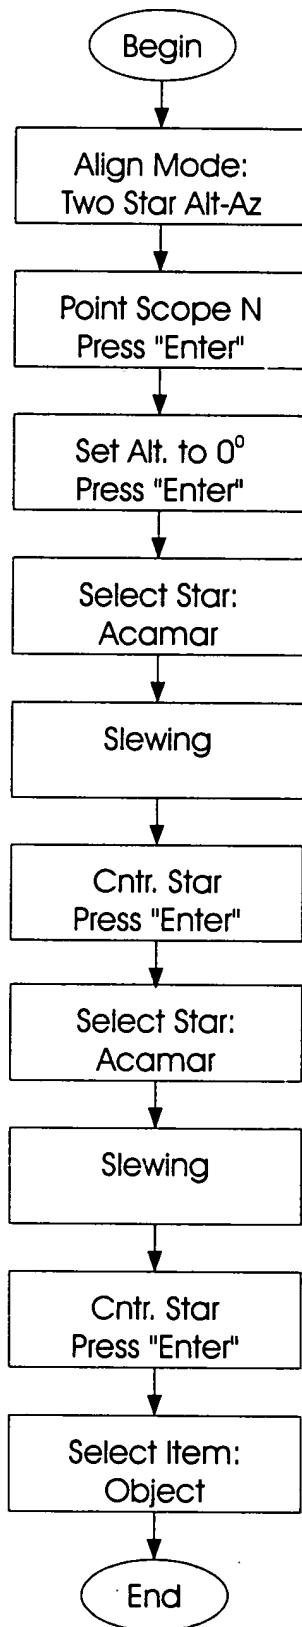 Begin
Align Mode:
Two Star Alt-Az
Point Scope N
Press "Enter"
Set Alt. to 0°
Press "Enter"
Select Star:
Acamar
Slewing
Cntr. Star
Press "Enter"
Select Star:
Acamar
Slewing
Cntr. Star
Press "Enter"
Select Item:
Object
End